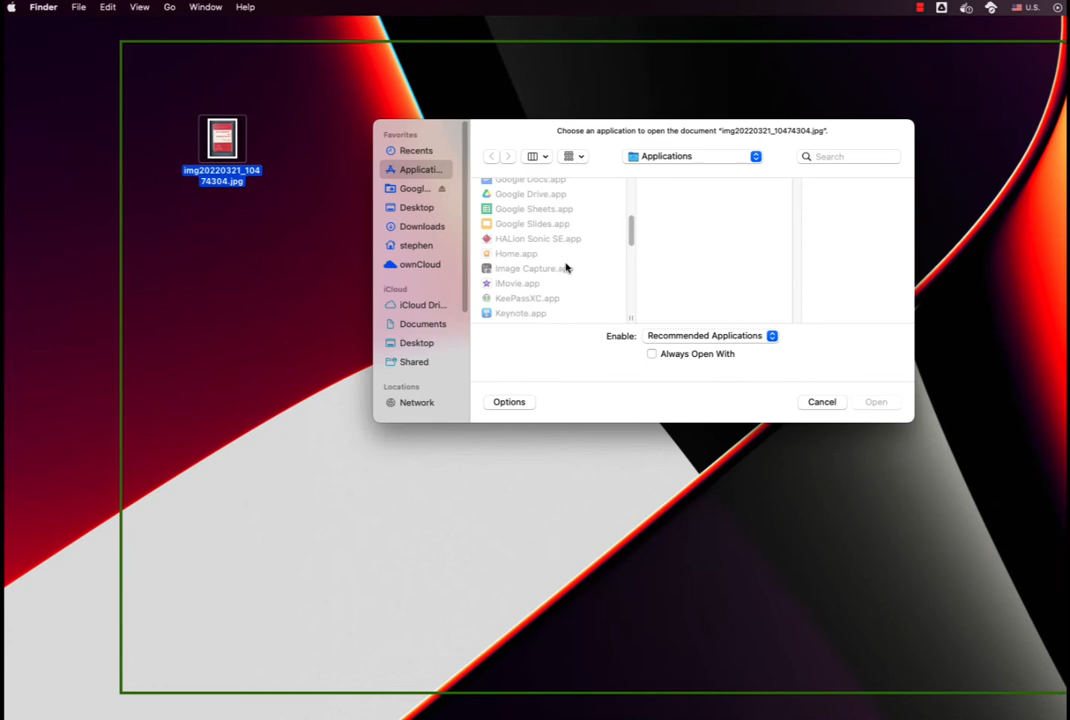 Finder File Edit View Go Window Help U.S.
img20220321_104
74304.jpg
Choose an application to open the document "img20220321_10474304.jpg".
Favorites
Recents
Applicati...
Googl...
Desktop
Downloads
stephen
ownCloud
iCloud
iCloud Dri...
Documents
Desktop
Shared
Locations
Network
Applications
Search
Google Docs.app
Google Drive.app
Google Sheets.app
Google Slides.app
HALion Sonic SE.app
Home.app
Image Capture.app
iMovie.app
KeePassXC.app
Keynote.app
Enable: Recommended Applications
Always Open With
Options
Cancel
Open